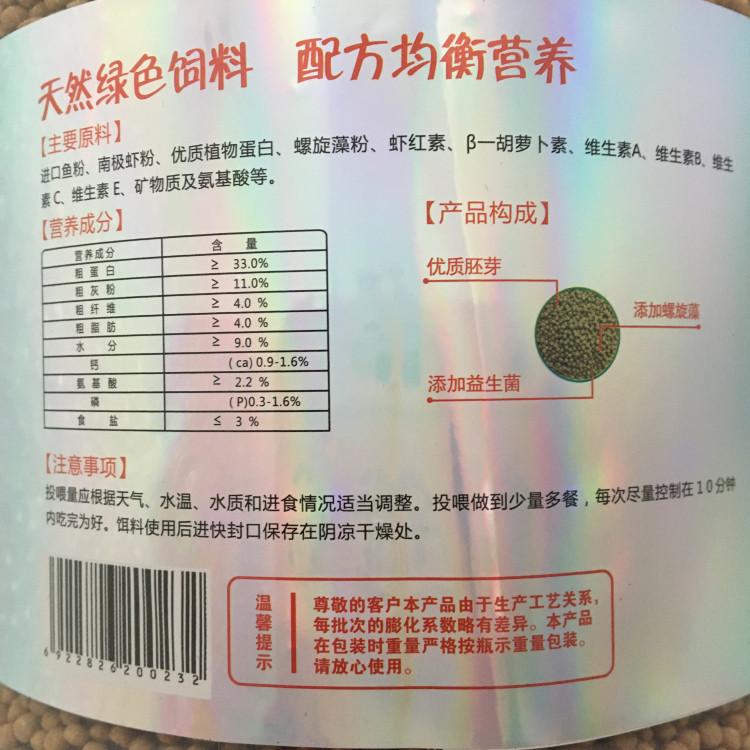 天然绿色饲料 配方均衡营养
【主要原料】
进口鱼粉、南极虾粉、优质植物蛋白、螺旋藻粉、虾红素、β一胡萝卜素、维生素A、维生素B、维生
素C、维生素E、矿物质及氨基酸等。
【营养成分】
营养成分 含 量
粗蛋白 ≥ 33.0%
粗灰粉 ≥ 11.0%
粗纤维 ≥ 4.0 %
粗脂肪 ≥ 4.0 %
水 分 ≥ 9.0 %
钙 (ca) 0.9-1.6%
氨基酸 ≥ 2.2 %
磷 (P)0.3-1.6%
食 盐 ≤ 3 %
【产品构成】
优质胚芽
添加螺旋藻
添加益生菌
【注意事项】
投喂量应根据天气、水温、水质和进食情况适当调整。投喂做到少量多餐，每次尽量控制在10分钟
内吃完为好。饵料使用后进快封口保存在阴凉干燥处。
6922826200232
温馨提示
尊敬的客户本产品由于生产工艺关系，
每批次的膨化系数略有差异。本产品
在包装时重量严格按瓶示重量包装。
请放心使用。